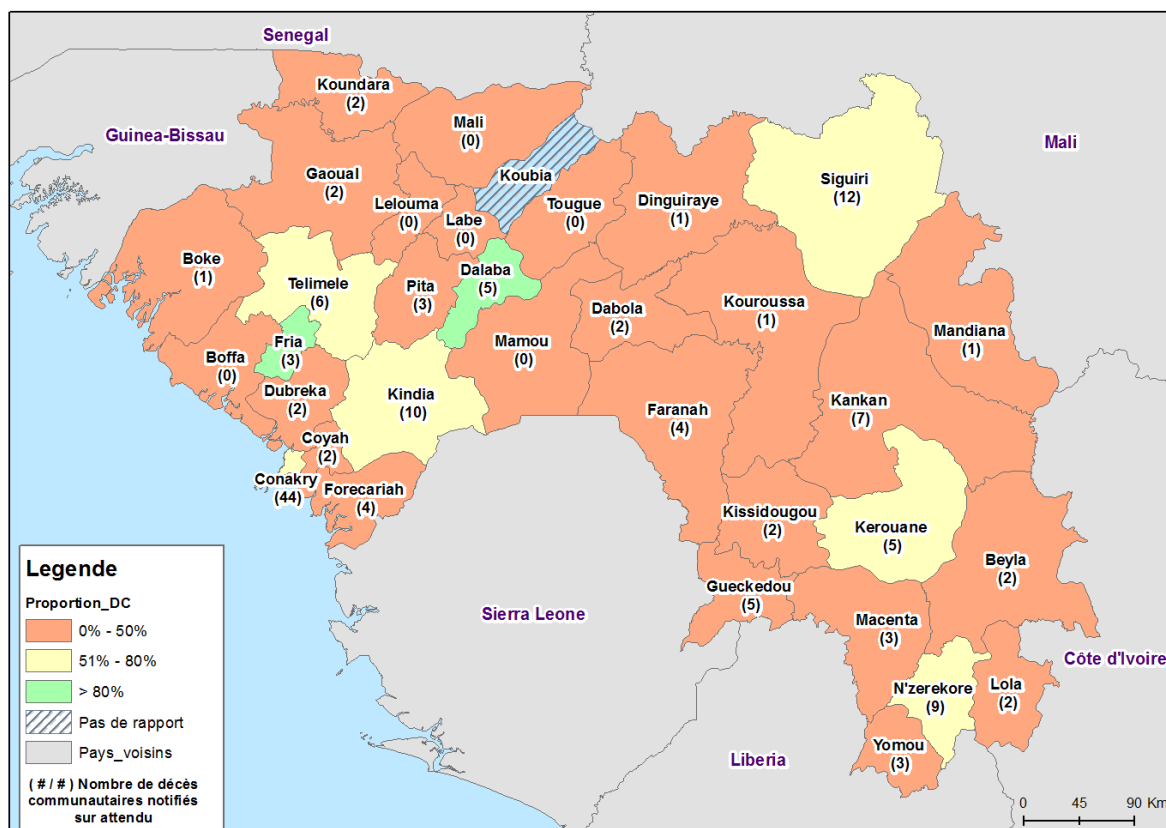 Senegal
Koundara
(2)
Guinea-Bissau
Mali
(0)
Mali
Koubia
Gaoual
(2)
Siguiri
(12)
Lelouma
(0)
Labe
(0)
Tougue
(0)
Dinguiraye
(1)
Boke
(1)
Telimele
(6)
Pita
(3)
Dalaba
(5)
Dabola
(2)
Kouroussa
(1)
Mandiana
(1)
Fria
(3)
Boffa
(0)
Mamou
(0)
Dubreka
(2)
Kindia
(10)
Faranah
(4)
Kankan
(7)
Coyah
(2)
Conakry
(44)
Forecariah
(4)
Kissidougou
(2)
Kerouane
(5)
Beyla
(2)
Gueckedou
(5)
Sierra Leone
Macenta
(3)
Côte d'Ivoire
N'zerekore
(9)
Lola
(2)
Yomou
(3)
Liberia
Legende
Proportion_DC
0% - 50%
51% - 80%
> 80%
Pas de rapport
Pays_voisins
( # / # ) Nombre de décès
communautaires notifiés
sur attendu
0 45 90 Km